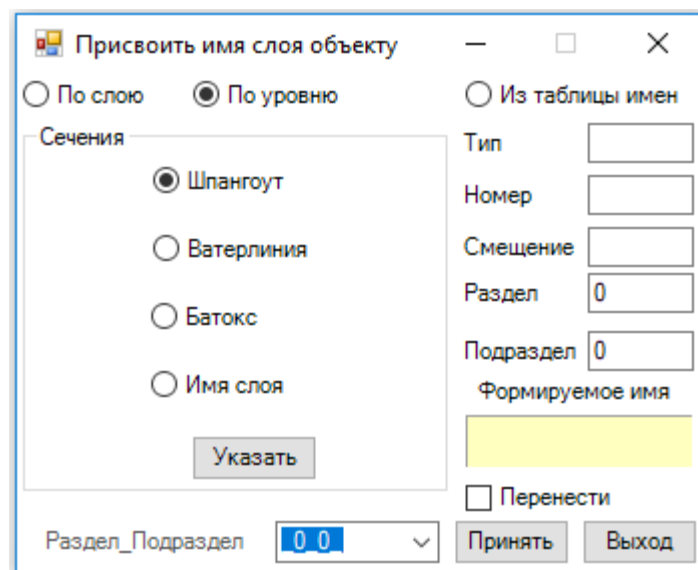 Присвоить имя слоя объекту
По слою По уровню Из таблицы имен
Сечения
Шпангоут
Ватерлиния
Батокс
Имя слоя
Указать
Тип
Номер
Смещение
Раздел 0
Подраздел 0
Формируемое имя
Перенести
Раздел_Подраздел _0_0_ Принять Выход